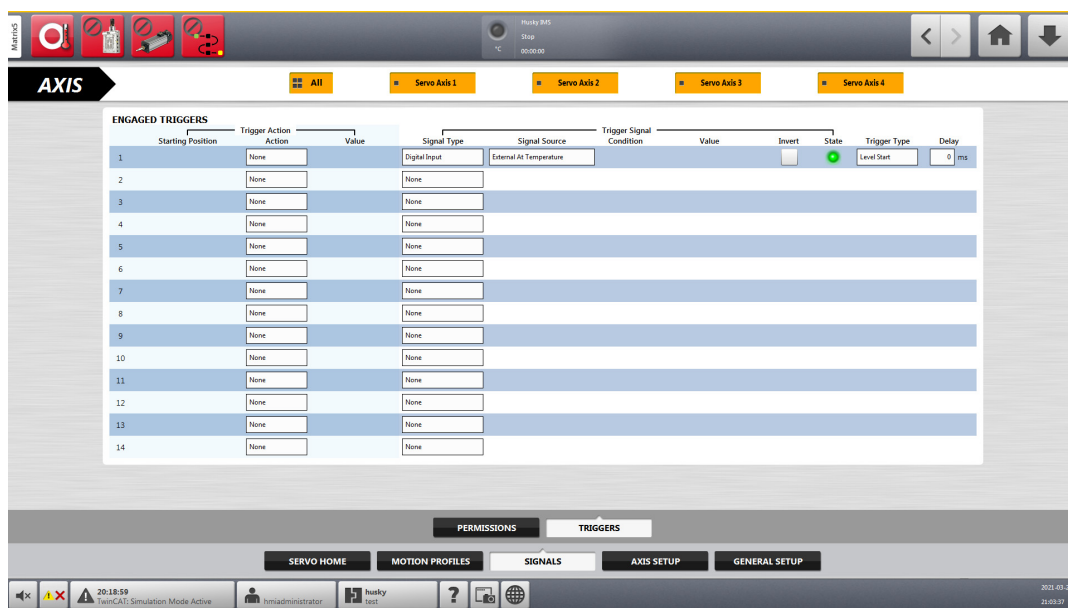 Matrix5
Husky IMS
Stop
°C 00:00:00
AXIS
All
Servo Axis 1
Servo Axis 2
Servo Axis 3
Servo Axis 4
ENGAGED TRIGGERS
Trigger Action Trigger Signal
Starting Position Action Value Signal Type Signal Source Condition Value Invert State Trigger Type Delay
1 None Digital Input External At Temperature Level Start 0 ms
2 None None
3 None None
4 None None
5 None None
6 None None
7 None None
8 None None
9 None None
10 None None
11 None None
12 None None
13 None None
14 None None
PERMISSIONS TRIGGERS
SERVO HOME MOTION PROFILES SIGNALS AXIS SETUP GENERAL SETUP
20:18:59
TwinCAT: Simulation Mode Active
hmiadministrator
husky
test
?
2021-03-2
21:03:37